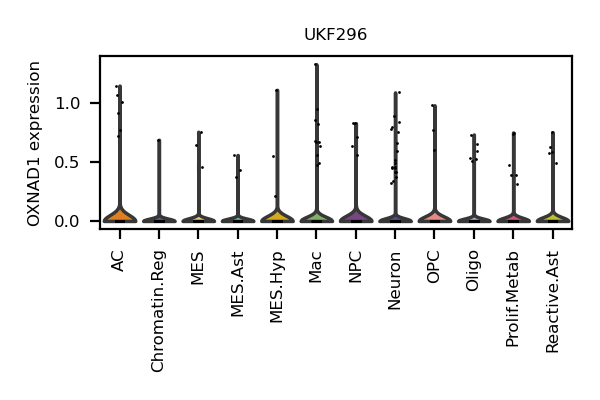 UKF296
OXNAD1 expression
1.0
0.5
0.0
AC
Chromatin.Reg
MES
MES.Ast
MES.Hyp
Mac
NPC
Neuron
OPC
Oligo
Prolif.Metab
Reactive.Ast